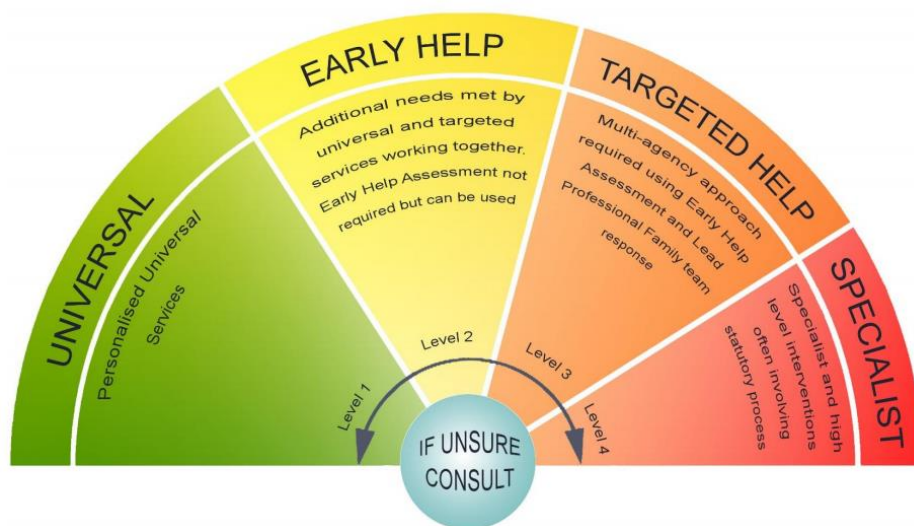 UNIVERSAL
Personalised Universal
Services
Level 1
EARLY HELP
Additional needs met by
universal and targeted
services working together.
Early Help Assessment not
required but can be used
Level 2
TARGETED HELP
Multi-agency approach
required using Early Help
Assessment and Lead
Professional Family team
response
Level 3
SPECIALIST
Specialist and high
level interventions
often involving
statutory process
Level 4
IF UNSURE
CONSULT